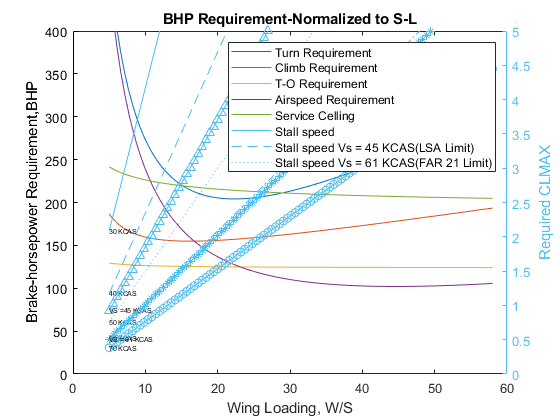 BHP Requirement-Normalized to S-L
Brake-horsepower Requirement,BHP
400
350
300
250
200
150
100
50
0
Turn Requirement
Climb Requirement
T-O Requirement
Airspeed Requirement
Service Celling
Stall speed
Stall speed Vs = 45 KCAS(LSA Limit)
Stall speed Vs = 61 KCAS(FAR 21 Limit)
30 KCAS
40 KCAS
VS =45 KCAS
50 KCAS
70 KCAS
5
4.5
4
3.5
3
2.5
2
1.5
1
0.5
0
Required CLMAX
0
10
20
30
40
50
60
Wing Loading, W/S